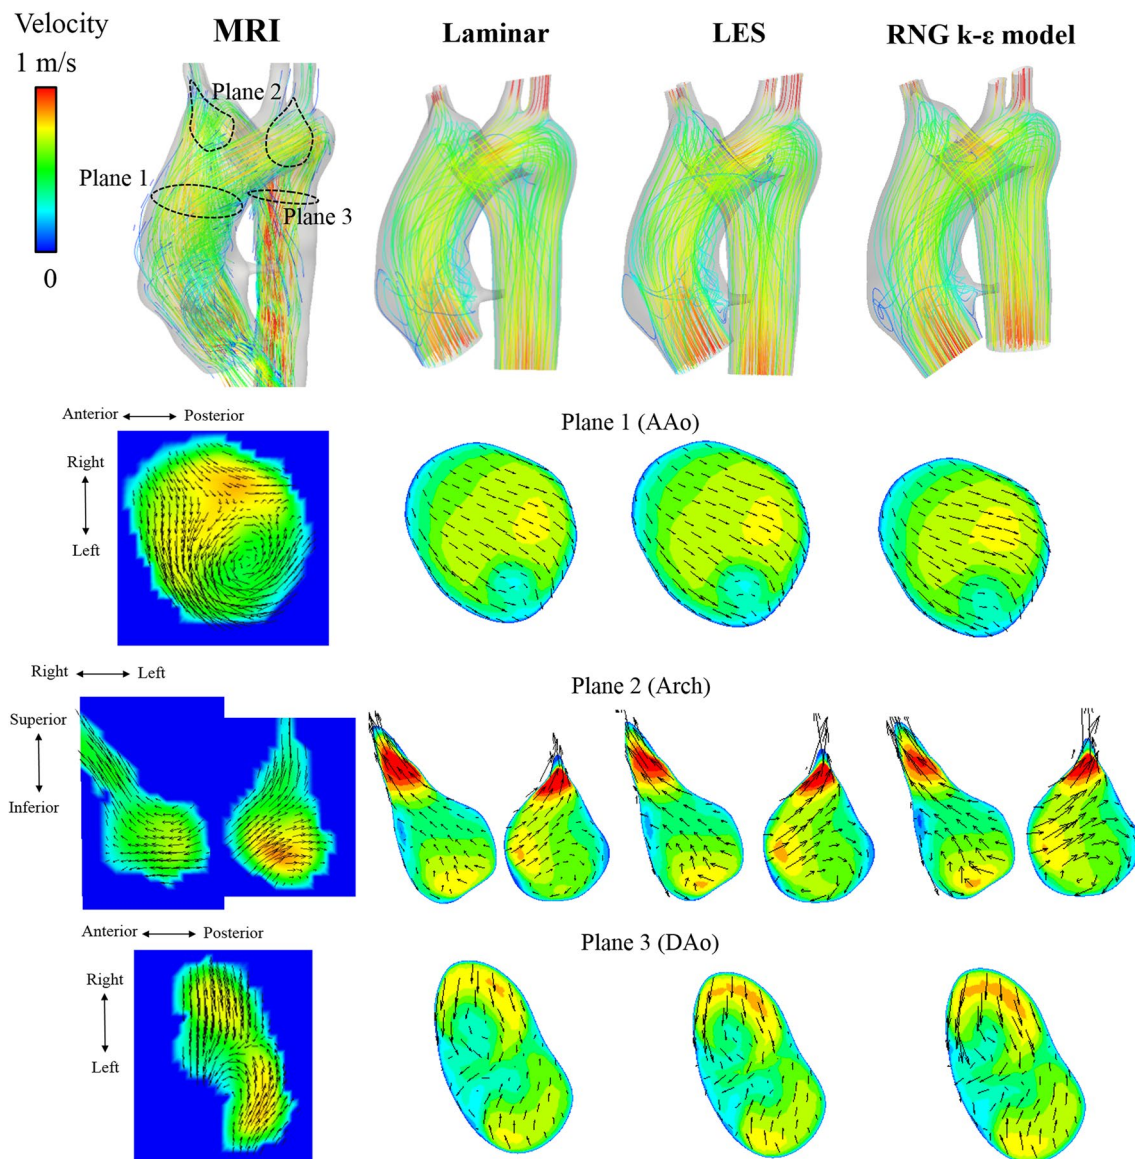 Velocity
1 m/s
0
MRI
Laminar
LES
RNG k-ε model
Plane 2
Plane 1
Plane 3
Anterior
Posterior
Plane 1 (AAo)
Right
Left
Right
Left
Plane 2 (Arch)
Superior
Inferior
Anterior
Posterior
Plane 3 (DAo)
Right
Left